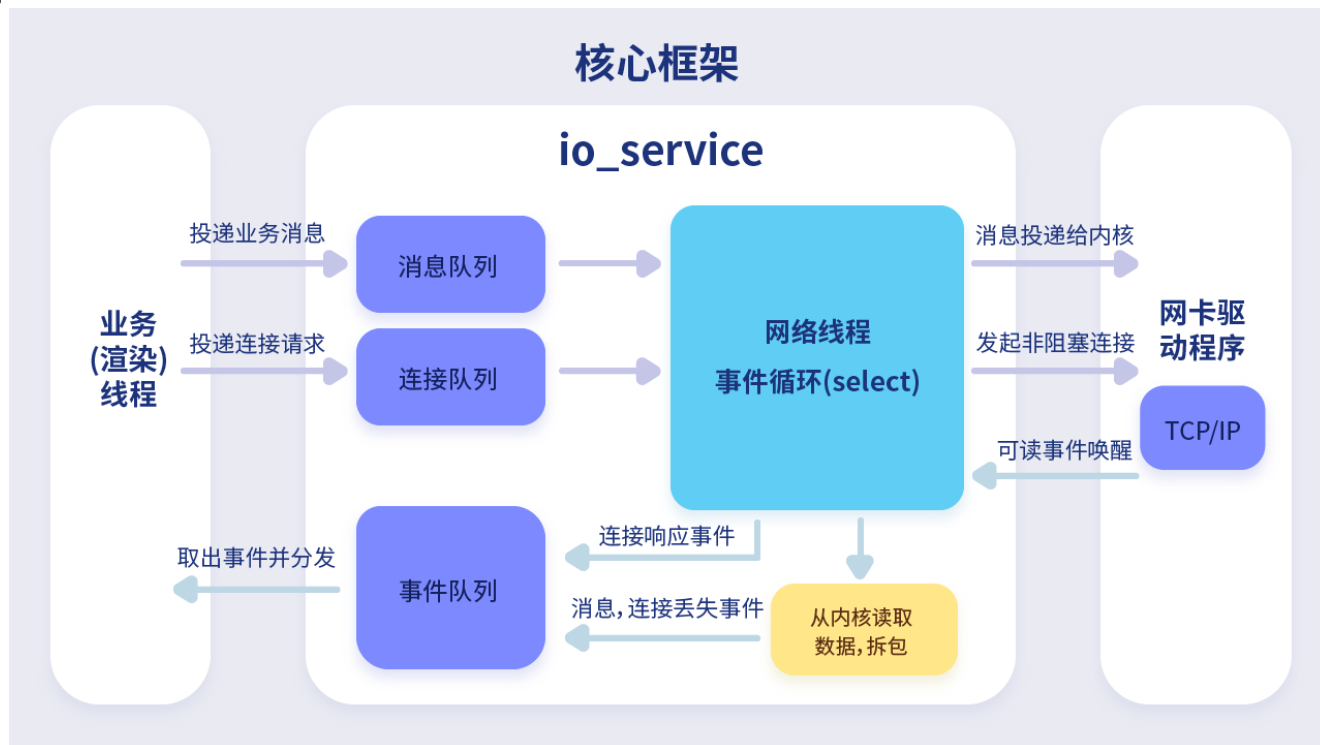 核心框架
io_service
投递业务消息
消息队列
消息投递给内核
业务
(渲染)
线程
投递连接请求
连接队列
网络线程
事件循环(select)
发起非阻塞连接
网卡驱
动程序
TCP/IP
可读事件唤醒
连接响应事件
取出事件并分发
事件队列
消息，连接丢失事件
从内核读取
数据，拆包